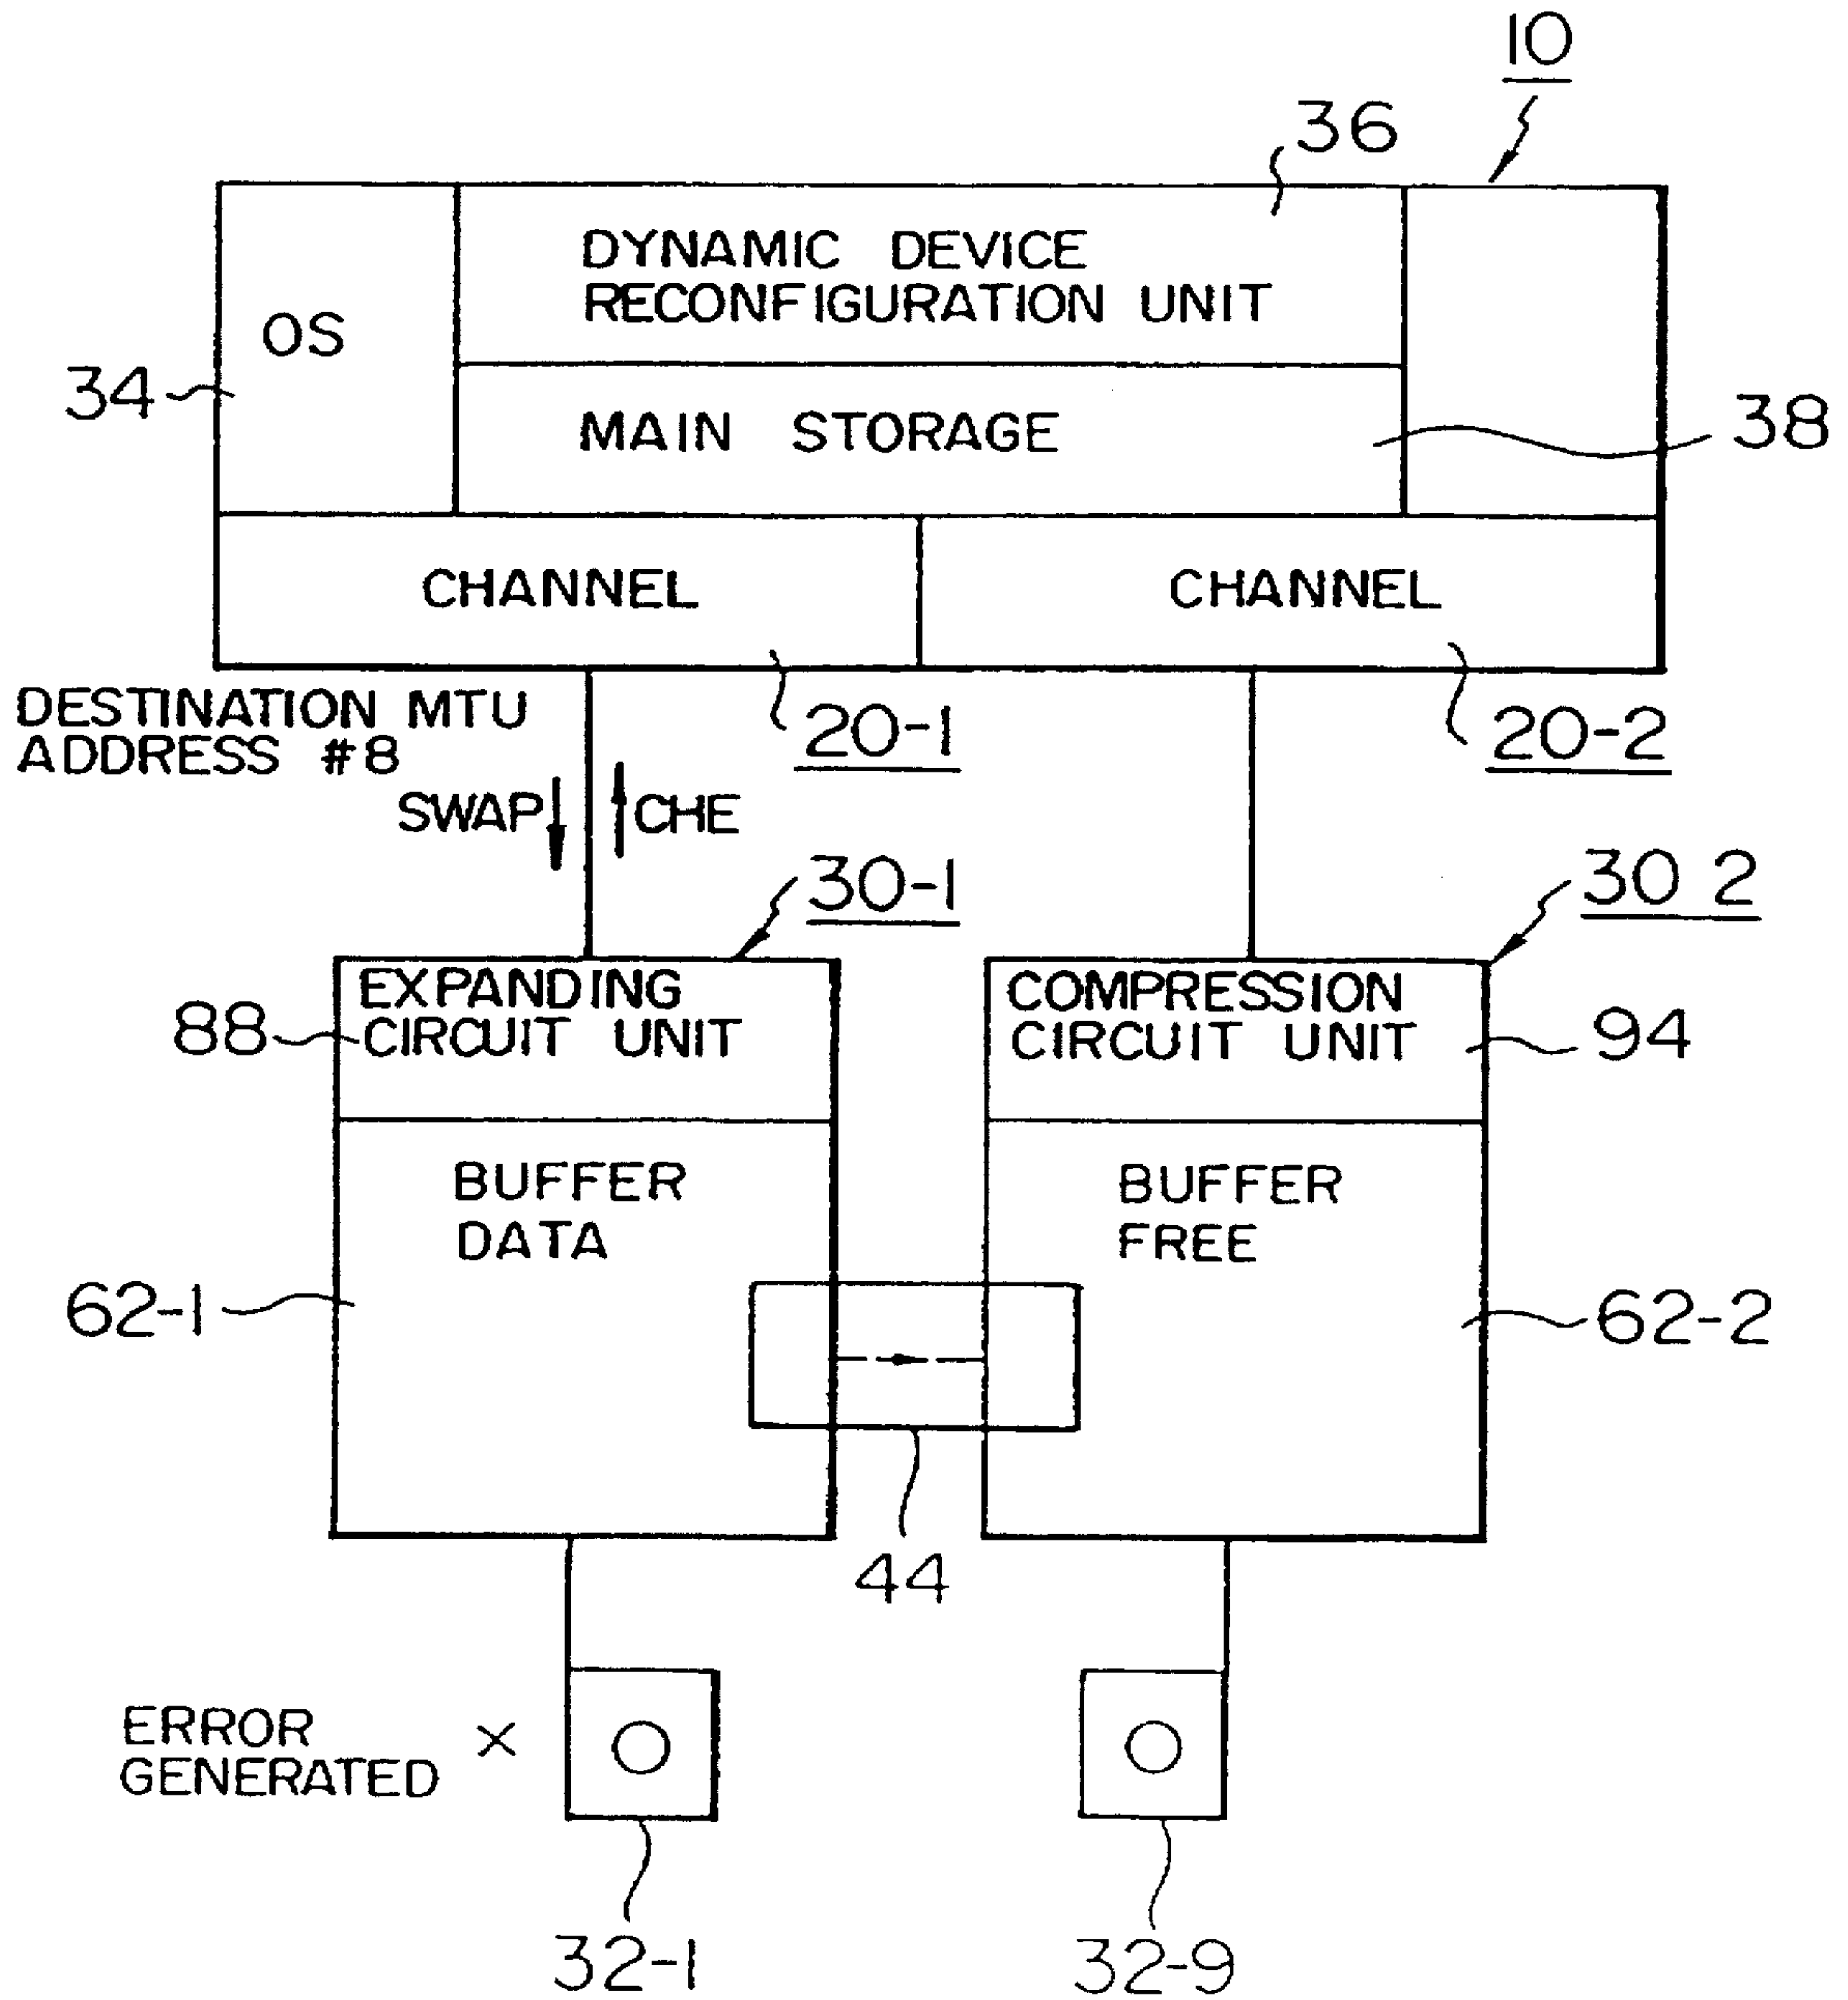 10
36
DYNAMIC DEVICE
RECONFIGURATION UNIT
OS
34
MAIN STORAGE
38
CHANNEL
CHANNEL
DESTINATION MTU
ADDRESS #8
20-1
20-2
SWAP
CHE
30-1
30 2
EXPANDING
CIRCUIT UNIT
88
COMPRESSION
CIRCUIT UNIT
94
BUFFER
DATA
BUFFER
FREE
62-1
62-2
44
ERROR
GENERATED
×
32-1
32-9